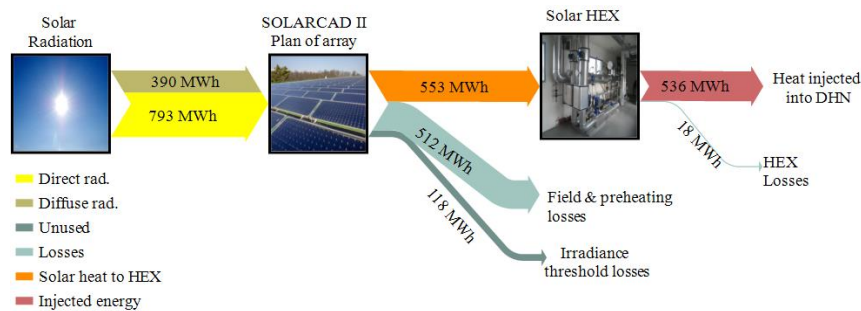 Solar
Radiation
SOLARCAD II
Plan of array
Solar HEX
390 MWh
793 MWh
553 MWh
536 MWh
Heat injected
into DHN
512 MWh
118 MWh
18 MWh
HEX
Losses
Field & preheating
losses
Irradiance
threshold losses
Direct rad.
Diffuse rad.
Unused
Losses
Solar heat to HEX
Injected energy